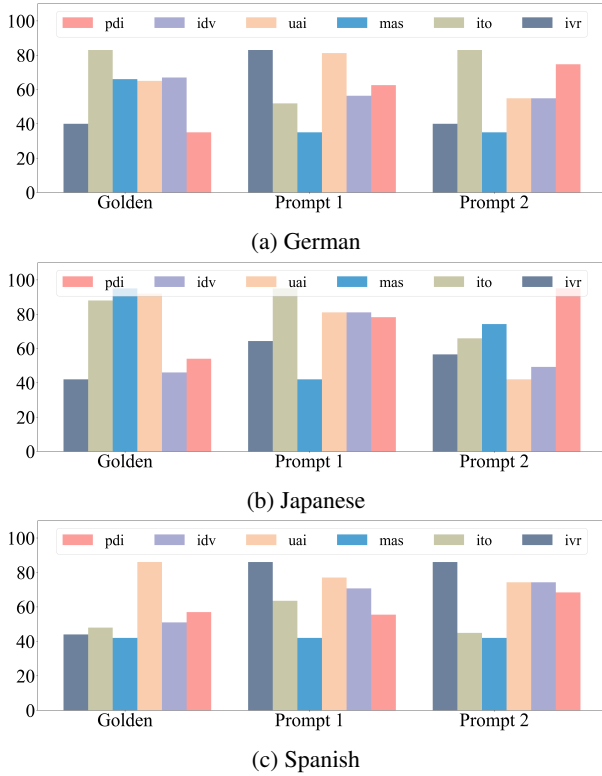 100
80
60
40
20
0
pdi idv uai mas ito ivr
Golden Prompt 1 Prompt 2
(a) German
100
80
60
40
20
0
pdi idv uai mas ito ivr
Golden Prompt 1 Prompt 2
(b) Japanese
100
80
60
40
20
0
pdi idv uai mas ito ivr
Golden Prompt 1 Prompt 2
(c) Spanish